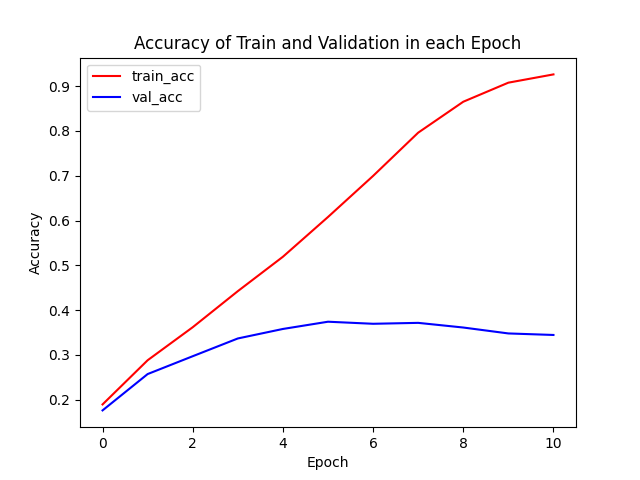 Accuracy of Train and Validation in each Epoch
train_acc
val_acc
0.9
0.8
0.7
0.6
0.5
0.4
0.3
0.2
Accuracy
0 2 4 6 8 10
Epoch